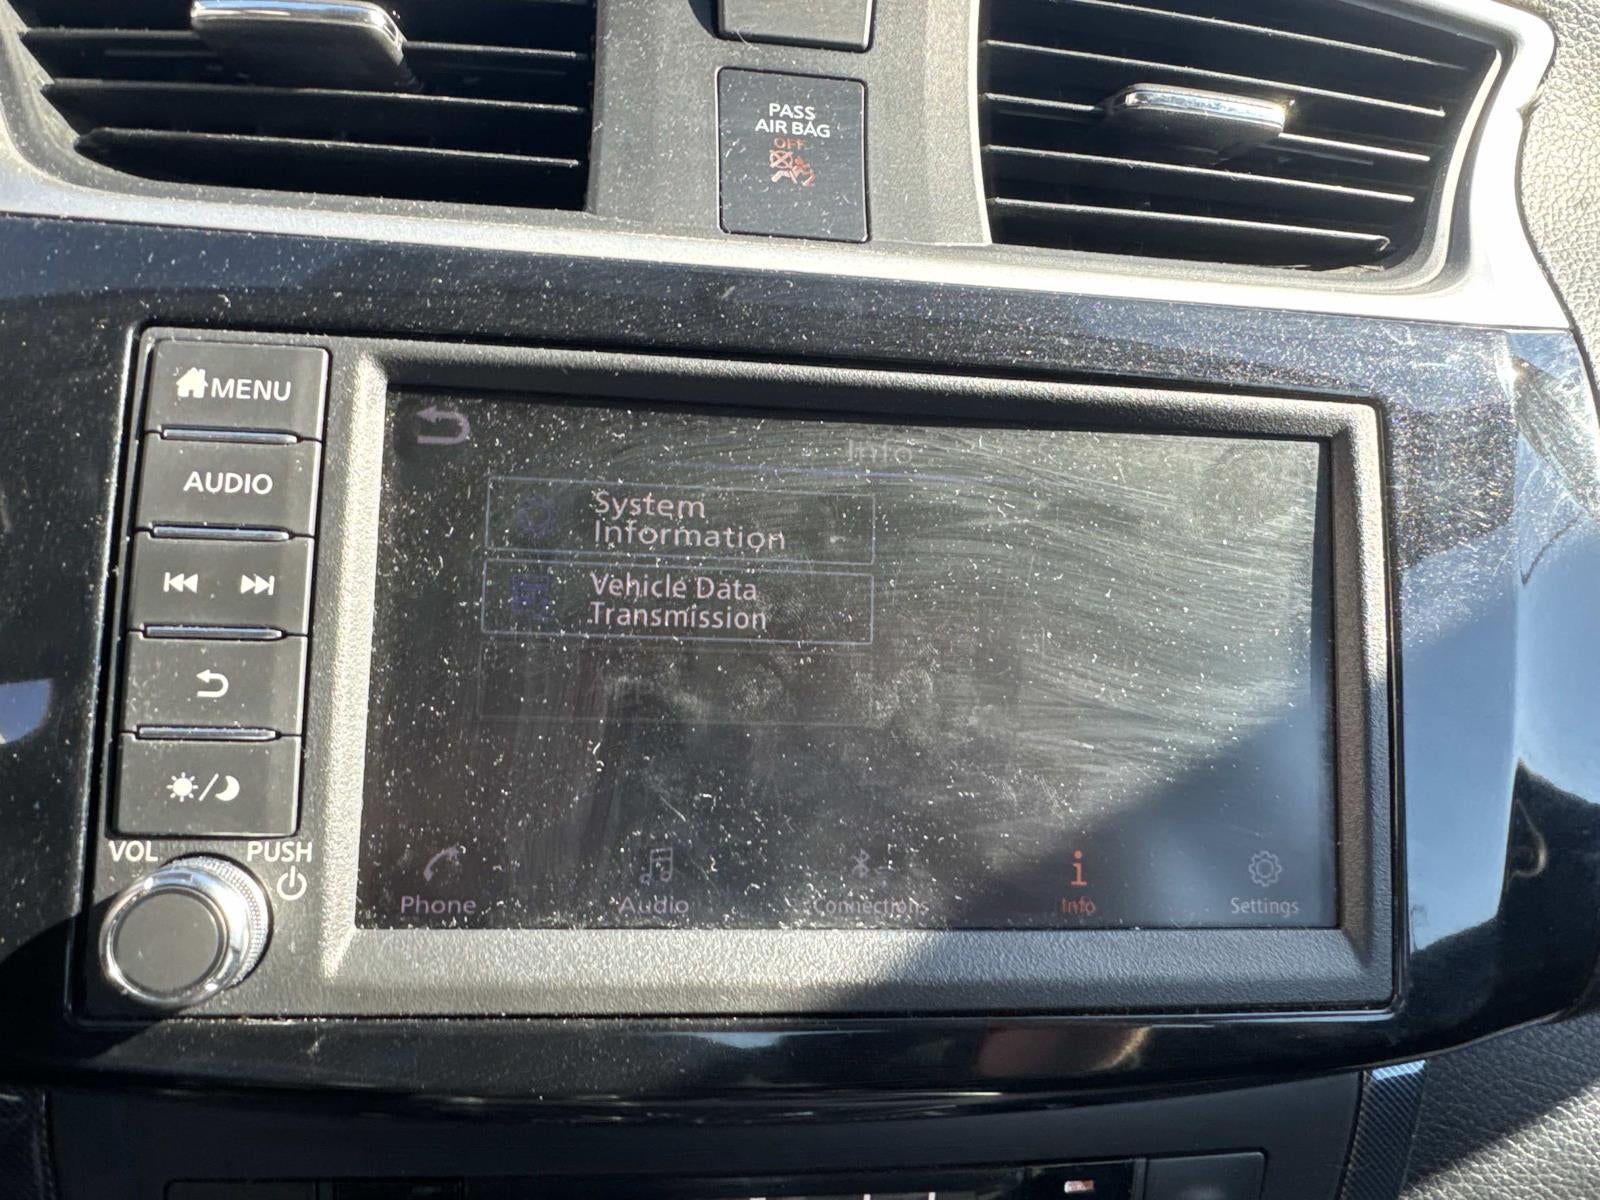 PASS
AIR BAG
OFF
MENU
AUDIO
VOL
PUSH
Info
System
Information
Vehicle Data
Transmission
Phone
Audio
Connections
Info
Settings